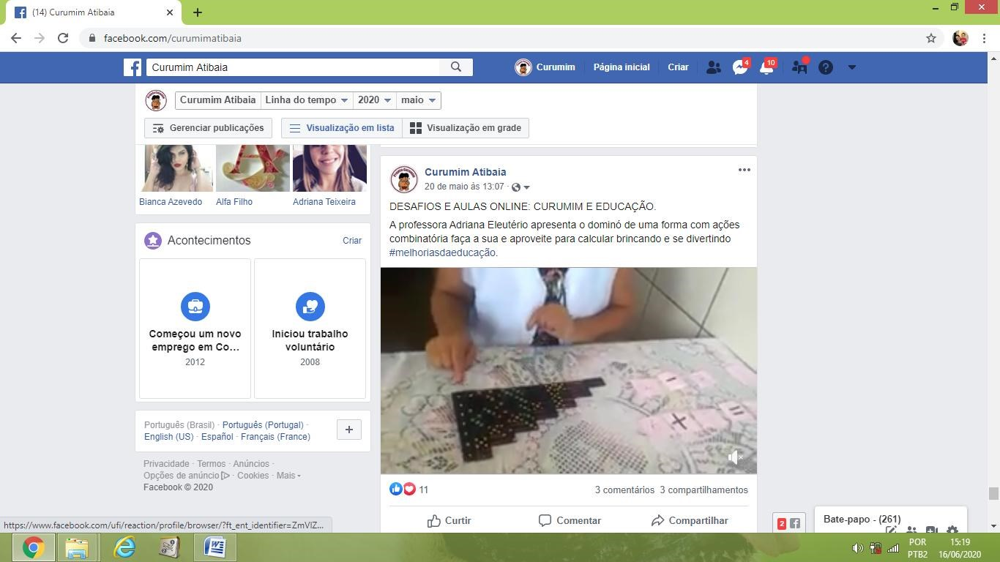 (14) Curumim Atibaia
facebook.com/curumimatibaia
Curumim Atibaia
Curumim
Página inicial
Criar
4
10
Curumim Atibaia
Linha do tempo
2020
maio
Gerenciar publicações
Visualização em lista
Visualização em grade
Bianca Azevedo
Alfa Filho
Adriana Teixeira
Acontecimentos
Criar
Começou um novo
emprego em Co...
2012
Iniciou trabalho
voluntário
2008
Português (Brasil) · Português (Portugal) ·
English (US) · Español · Français (France)
Privacidade · Termos · Anúncios ·
Opções de anúncio · Cookies · Mais
Facebook © 2020
Curumim Atibaia
20 de maio às 13:07 ·
DESAFIOS E AULAS ONLINE: CURUMIM E EDUCAÇÃO.
A professora Adriana Eleutério apresenta o dominó de uma forma com ações
combinatória faça a sua e aproveite para calcular brincando e se divertindo
#melhoriasdaeducação.
11
3 comentários 3 compartilhamentos
Curtir
Comentar
Compartilhar
2
Bate-papo - (261)
https://www.facebook.com/ufi/reaction/profile/browser/?ft_ent_identifier=ZmVlZ...
POR
PTB2
15:19
16/06/2020